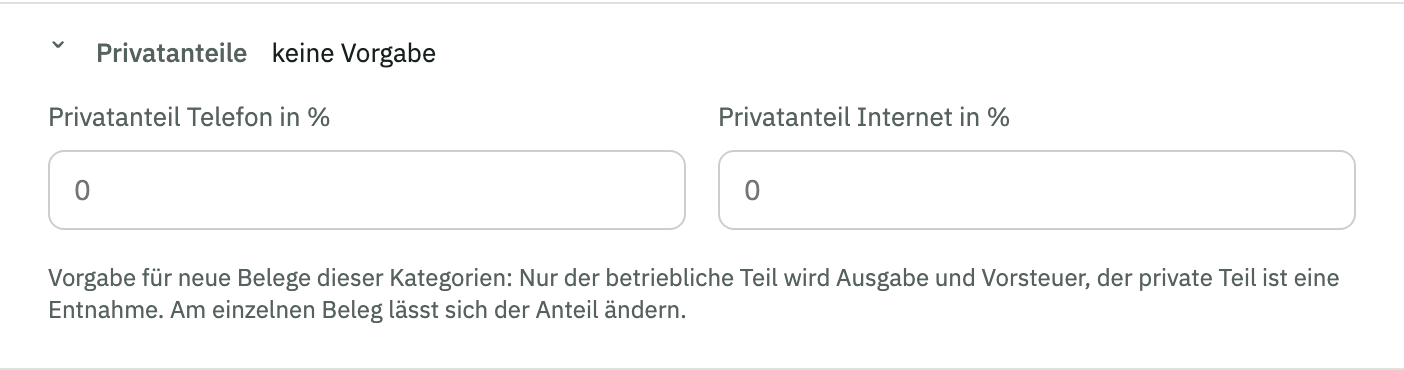 Privatanteile keine Vorgabe
Privatanteil Telefon in % Privatanteil Internet in %
0 0
Vorgabe für neue Belege dieser Kategorien: Nur der betriebliche Teil wird Ausgabe und Vorsteuer, der private Teil ist eine
Entnahme. Am einzelnen Beleg lässt sich der Anteil ändern.